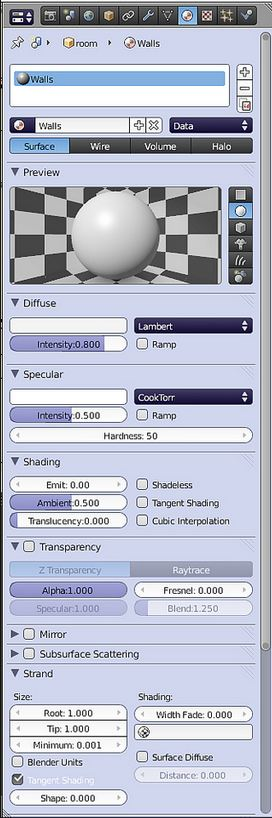 room Walls
Walls
Walls Data
Surface Wire Volume Halo
Preview
Diffuse
Lambert
Intensity:0.800 Ramp
Specular
CookTorr
Intensity:0.500 Ramp
Hardness: 50
Shading
Emit: 0.00 Shadeless
Ambient:0.500 Tangent Shading
Translucency:0.000 Cubic Interpolation
Transparency
Z Transparency Raytrace
Alpha:1.000 Fresnel: 0.000
Specular:1.000 Blend:1.250
Mirror
Subsurface Scattering
Strand
Size: Shading:
Root: 1.000 Width Fade: 0.000
Tip: 1.000
Minimum: 0.001
Blender Units Surface Diffuse
Tangent Shading Distance: 0.000
Shape: 0.000